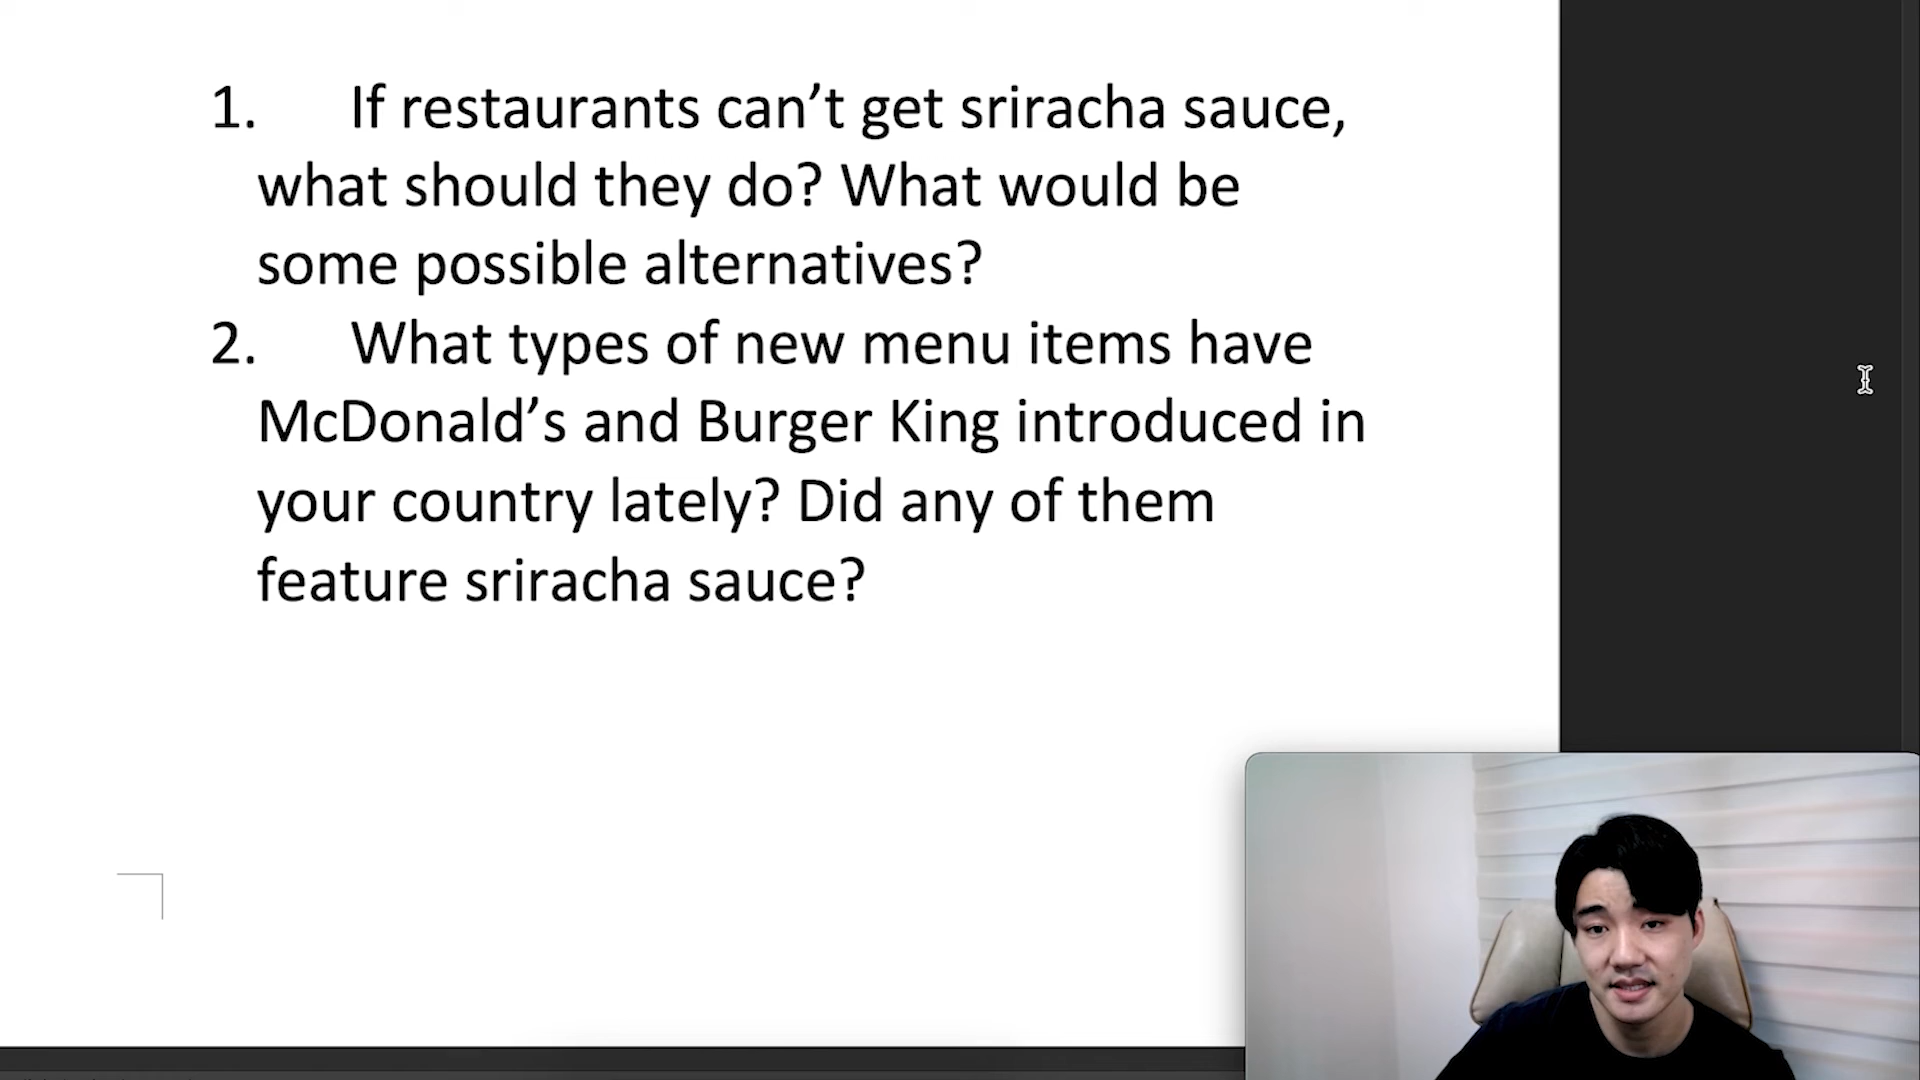 1. If restaurants can’t get sriracha sauce,
what should they do? What would be
some possible alternatives?
2. What types of new menu items have
McDonald’s and Burger King introduced in
your country lately? Did any of them
feature sriracha sauce?